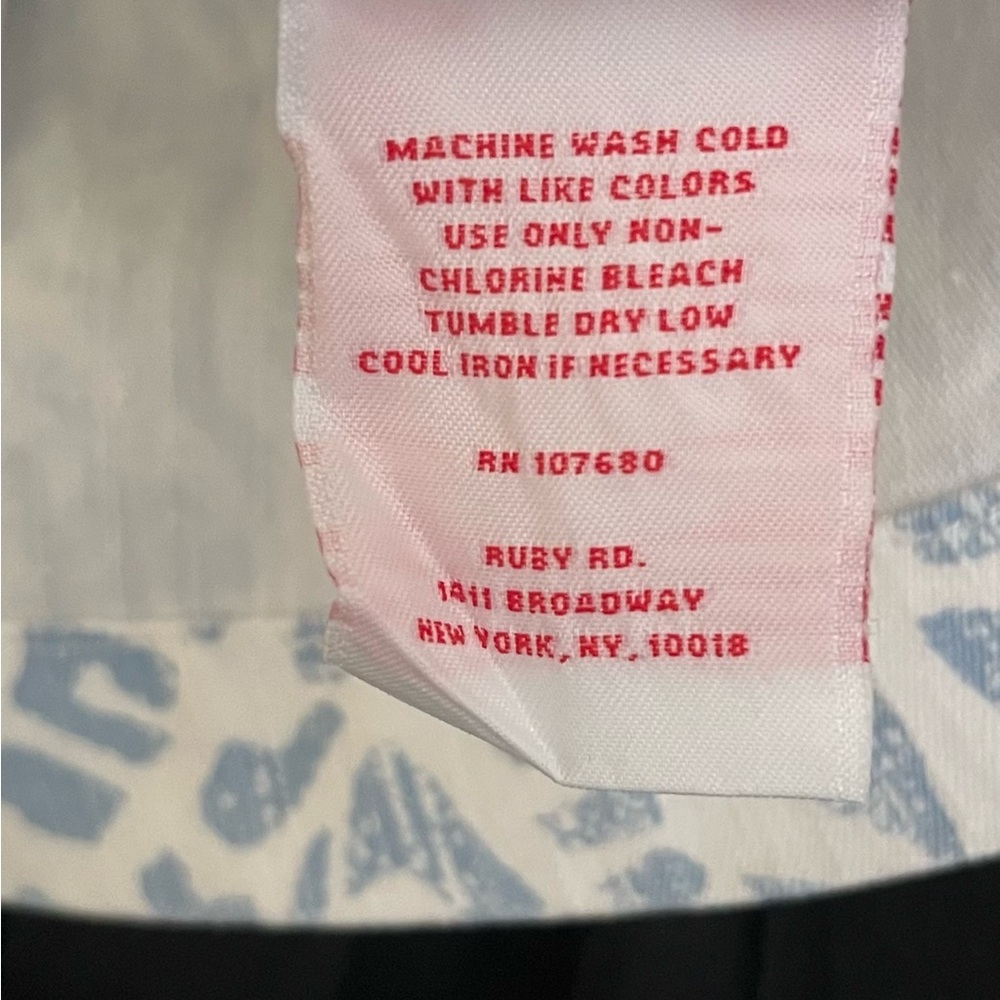 MACHINE WASH COLD
WITH LIKE COLORS
USE ONLY NON-
CHLORINE BLEACH
TUMBLE DRY LOW
COOL IRON IF NECESSARY
RN 107680
RUBY RD.
1411 BROADWAY
NEW YORK, NY, 10018